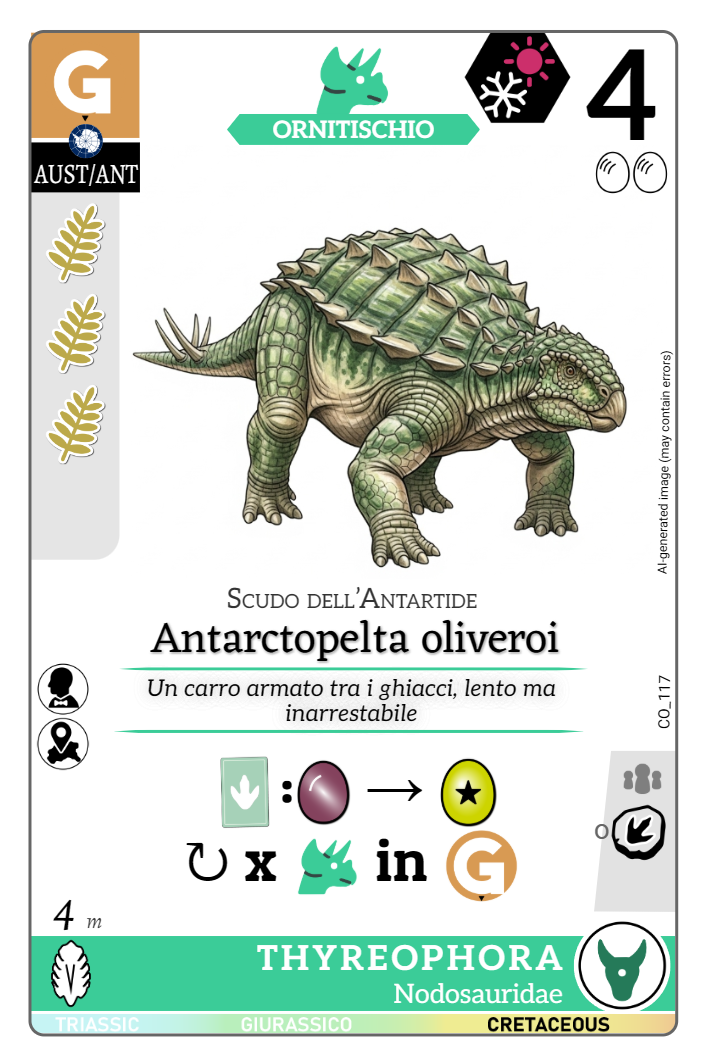 G
AUST/ANT
ORNITISCHIO
4
AI-generated image (may contain errors)
SCUDO DELL'ANTARTIDE
Antarctopelta oliveroi
Un carro armato tra i ghiacci, lento ma
inarrestabile
CO_117
: →
↻ x in G
O
4 m
THYREOPHORA
Nodosauridae
TRIASSIC GIURASSICO CRETACEOUS